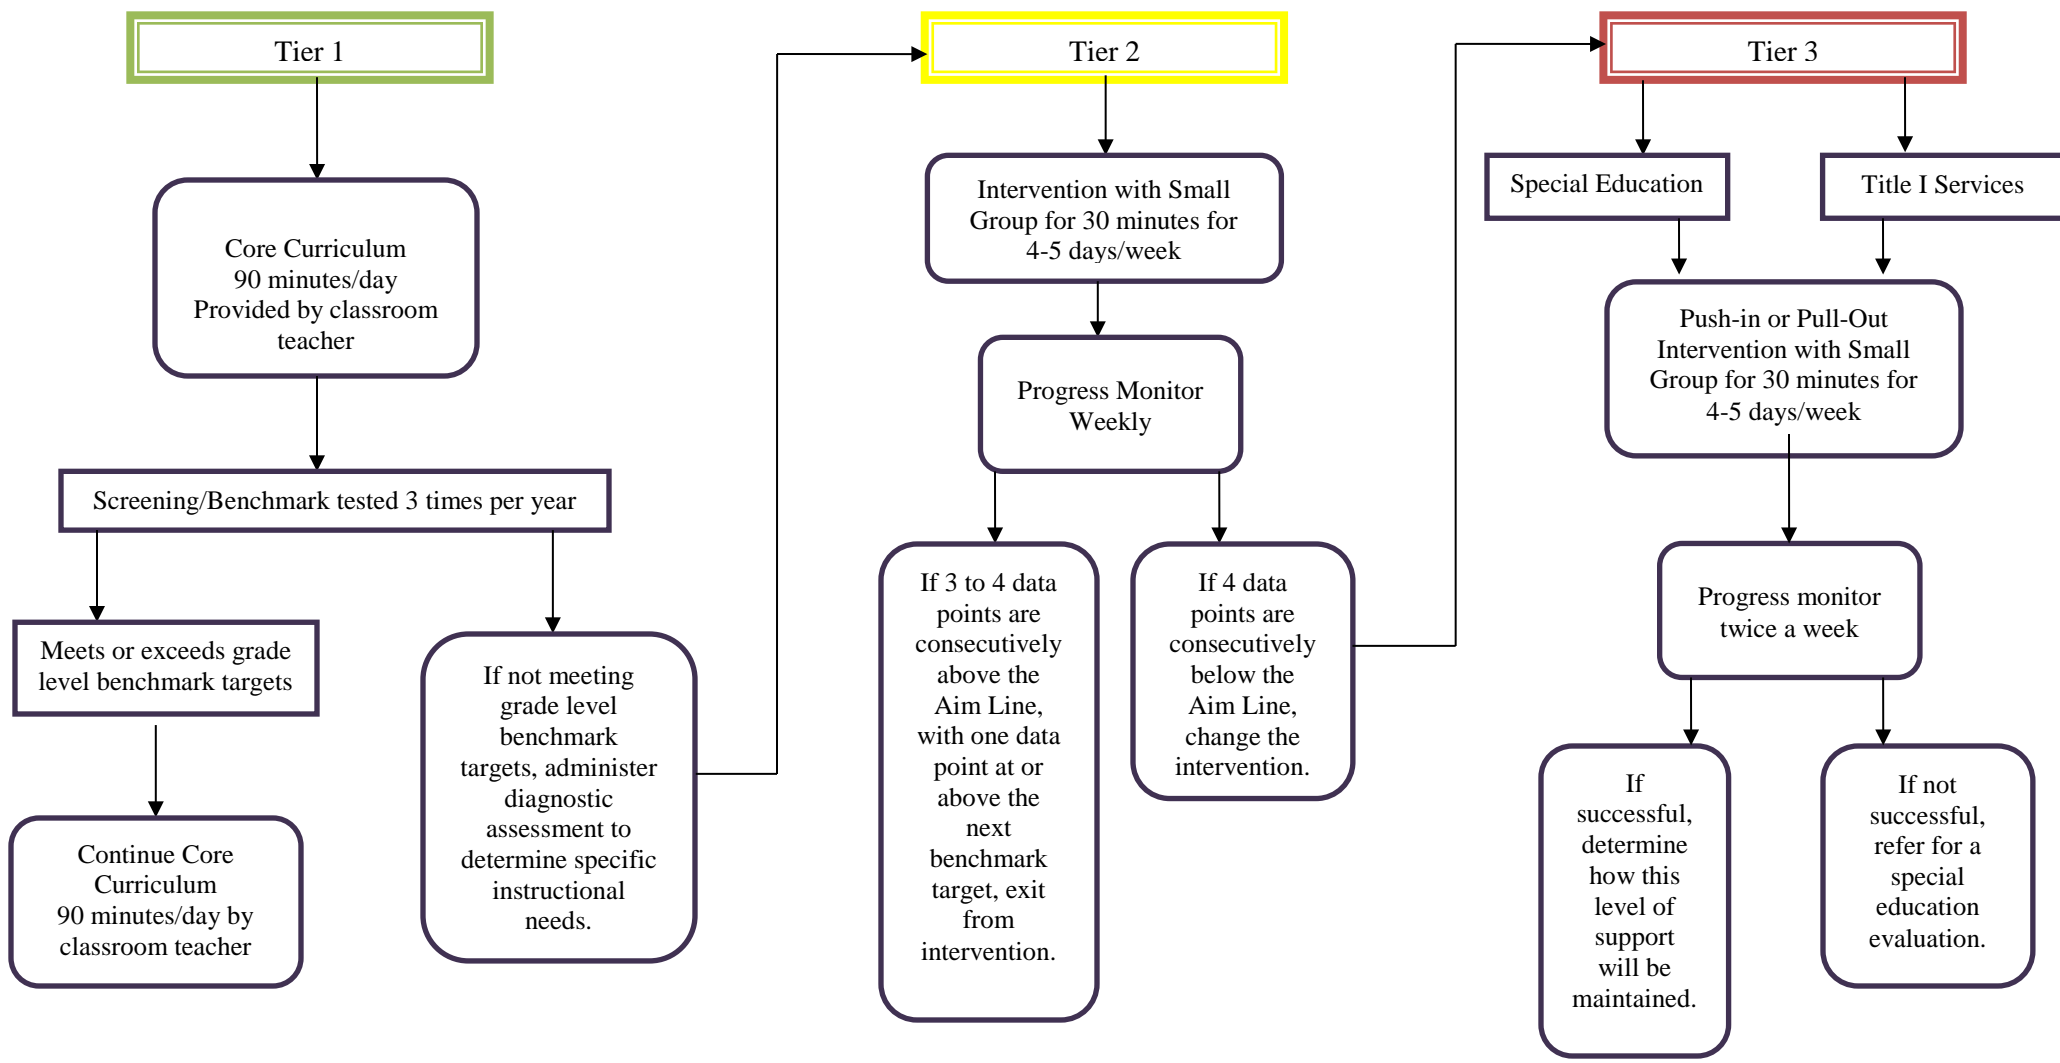 Tier 1
Core Curriculum
90 minutes/day
Provided by classroom
teacher
Screening/Benchmark tested 3 times per year
Meets or exceeds grade
level benchmark targets
Continue Core
Curriculum
90 minutes/day by
classroom teacher
If not meeting
grade level
benchmark
targets, administer
diagnostic
assessment to
determine specific
instructional
needs.
Tier 2
Intervention with Small
Group for 30 minutes for
4-5 days/week
Progress Monitor
Weekly
If 3 to 4 data
points are
consecutively
above the
Aim Line,
with one data
point at or
above the
next
benchmark
target, exit
from
intervention.
If 4 data
points are
consecutively
below the
Aim Line,
change the
intervention.
Tier 3
Special Education
Title I Services
Push-in or Pull-Out
Intervention with Small
Group for 30 minutes for
4-5 days/week
Progress monitor
twice a week
If
successful,
determine
how this
level of
support
will be
maintained.
If not
successful,
refer for a
special
education
evaluation.